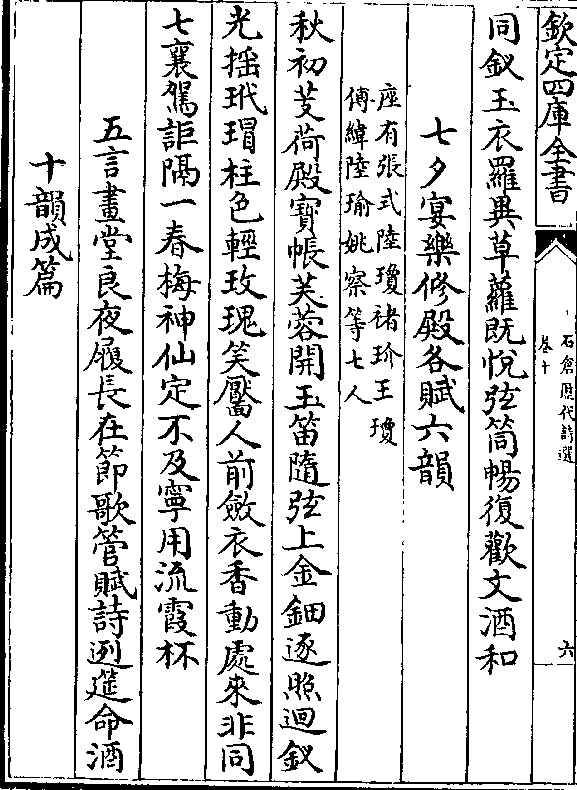 欽定四庫全書
石倉歷代詩選
卷十
六
同釵玉衣羅異草蘿既悅弦筒暢復歡文酒和
七夕宴樂修殿各賦六韻
座有張式陸瓊褚玠王瓊
傅縡陸瑜姚察等七人
秋初芰荷殿寳帳芙蓉開玉笛隨弦上金鈿逐照迴釵
光揺玳瑁柱色輕玫瑰笑靨人前斂衣香動處來非同
七襄駕詎隔一春梅神仙定不及寧用流霞杯
五言畫堂良夜履長在節歌管賦詩迾筵命酒
十韻成篇